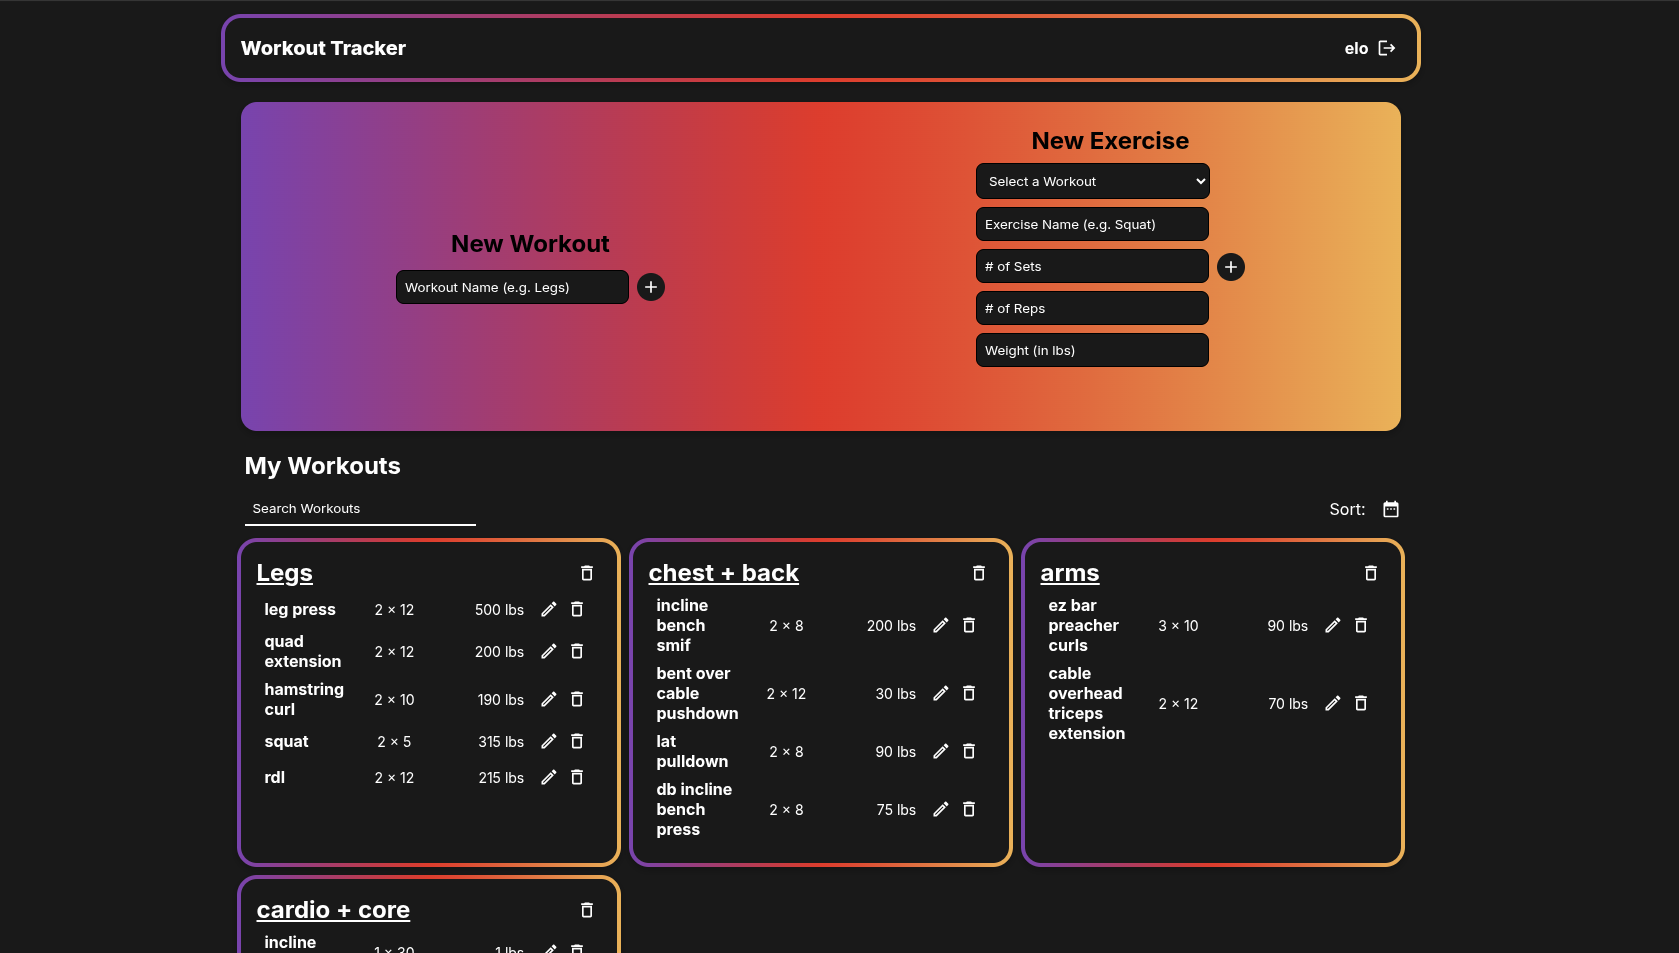 Workout Tracker
elo
New Workout
Workout Name (e.g. Legs)
New Exercise
Select a Workout
Exercise Name (e.g. Squat)
# of Sets
# of Reps
Weight (in lbs)
My Workouts
Search Workouts
Sort:
Legs
leg press 2 × 12 500 lbs
quad
extension 2 × 12 200 lbs
hamstring
curl 2 × 10 190 lbs
squat 2 × 5 315 lbs
rdl 2 × 12 215 lbs
chest + back
incline
bench 2 × 8 200 lbs
smif
bent over
cable 2 × 12 30 lbs
pushdown
lat
pulldown 2 × 8 90 lbs
db incline
bench 2 × 8 75 lbs
press
arms
ez bar
preacher 3 × 10 90 lbs
curls
cable
overhead
triceps 2 × 12 70 lbs
extension
cardio + core
incline
1 × 30 1 lbs